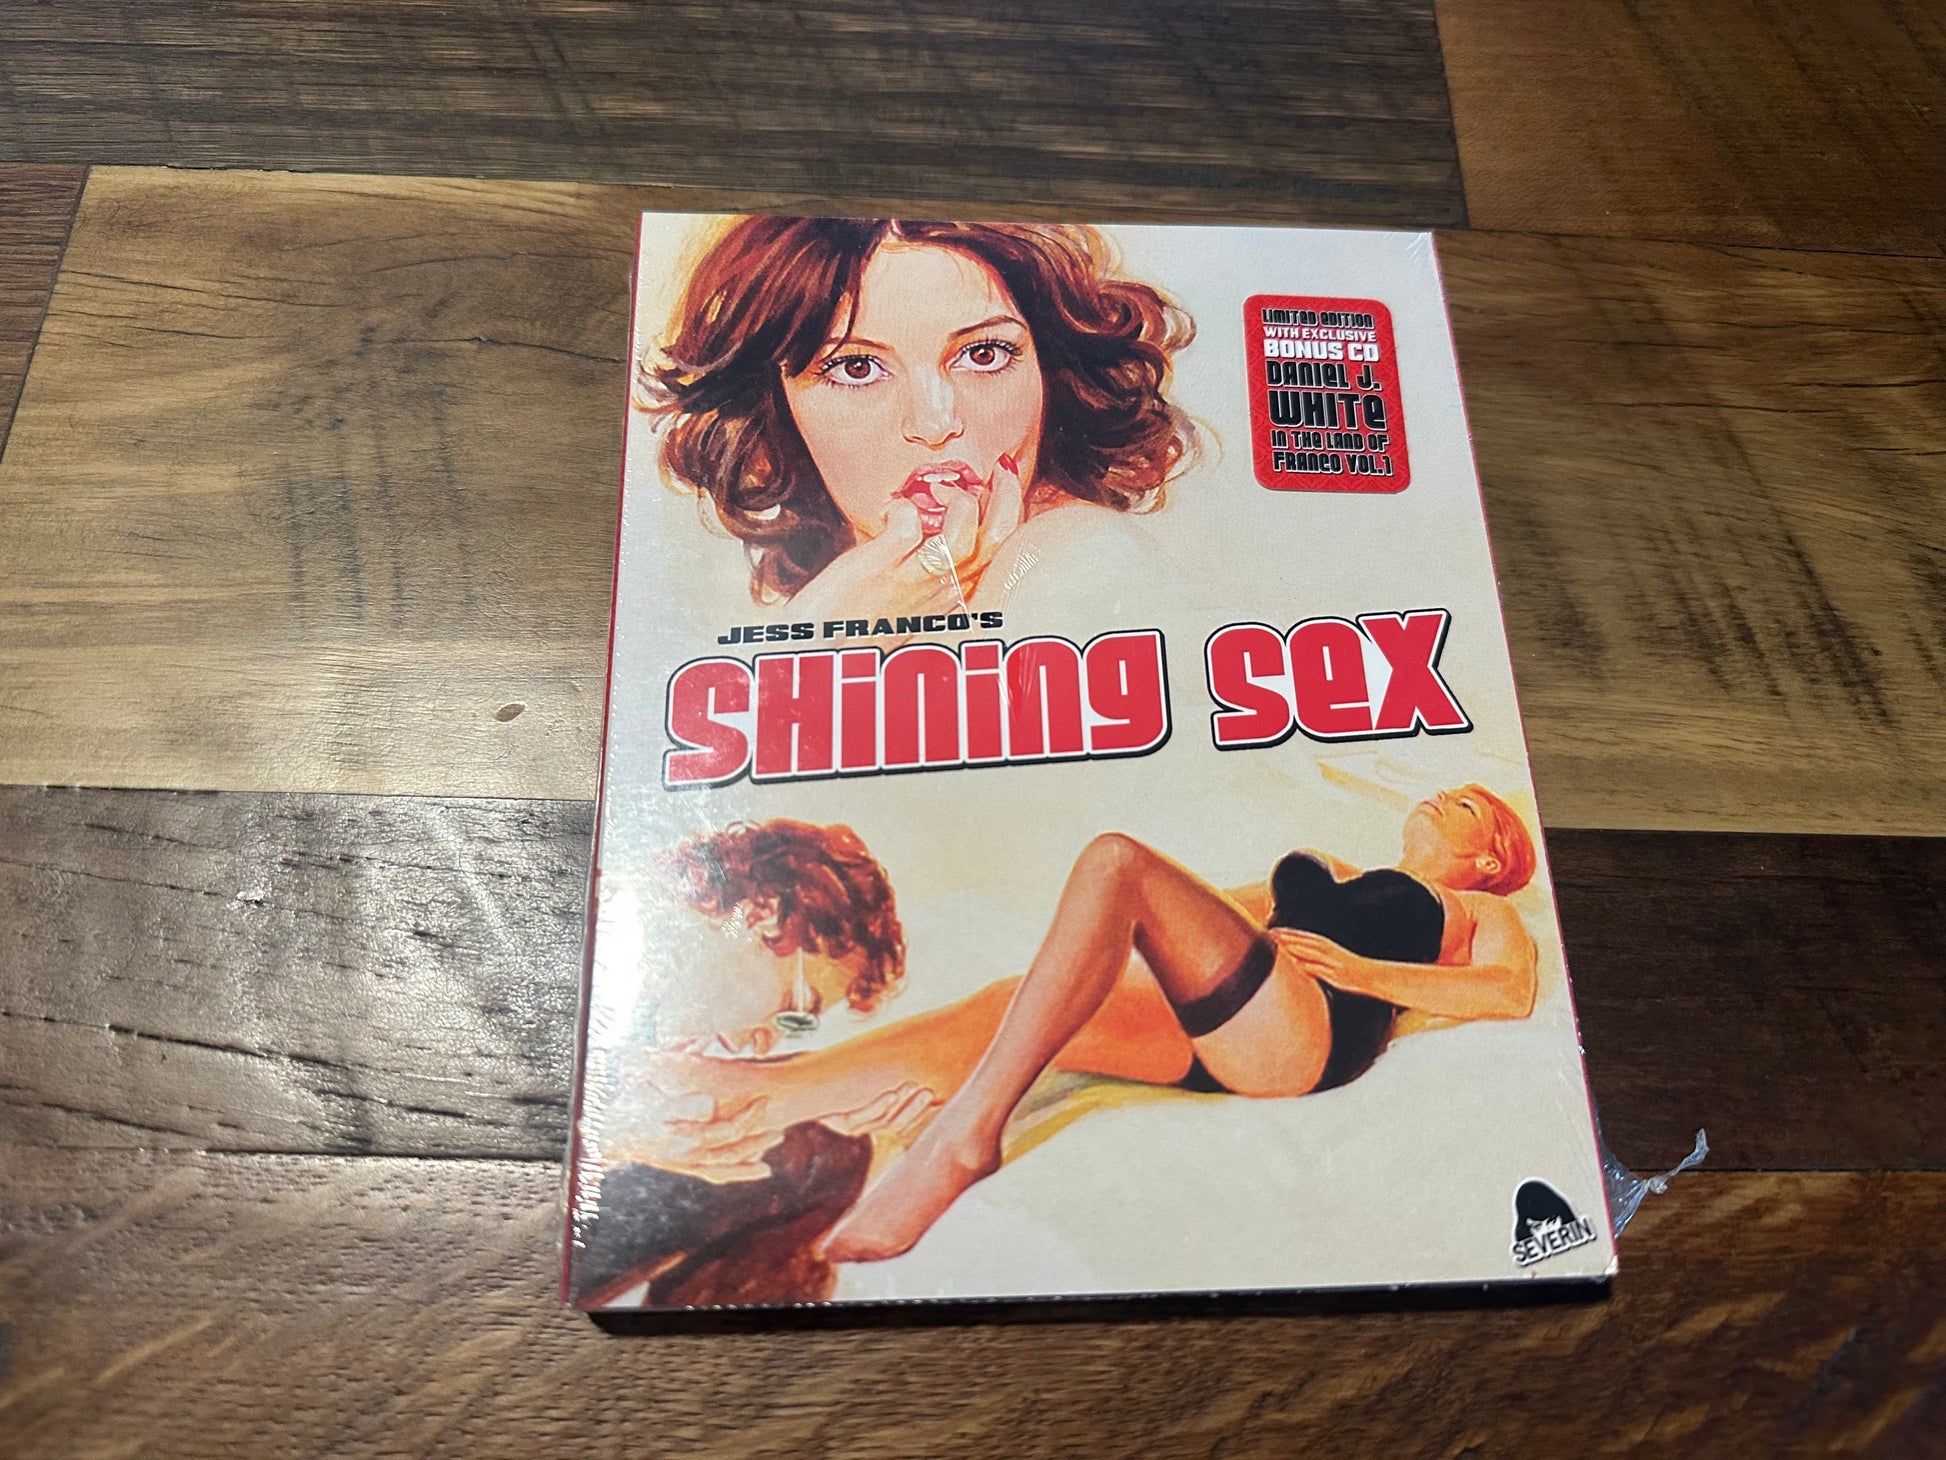 LIMITED EDITION
WITH EXCLUSIVE
BONUS CD
DANIEL J.
WHITE
IN THE LAND OF
FRANCO VOL.1
JESS FRANCO'S
SHINING SEX
SEVERIN